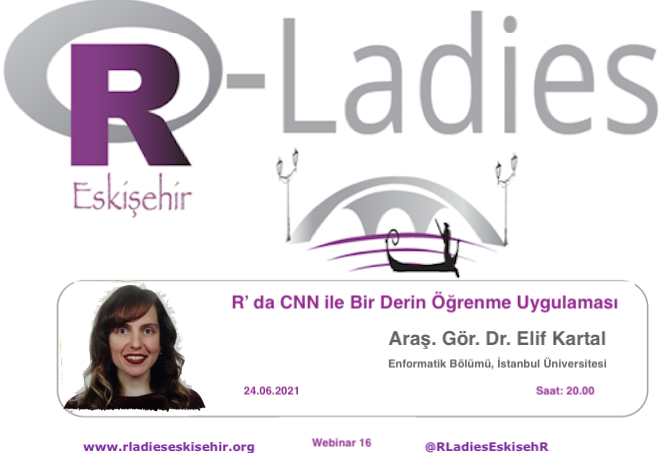 R-Ladies
Eskişehir
R’ da CNN ile Bir Derin Öğrenme Uygulaması
Araş. Gör. Dr. Elif Kartal
Enformatik Bölümü, İstanbul Üniversitesi
24.06.2021 Saat: 20.00
www.rladieseskisehir.org Webinar 16 @RLadiesEskisehR